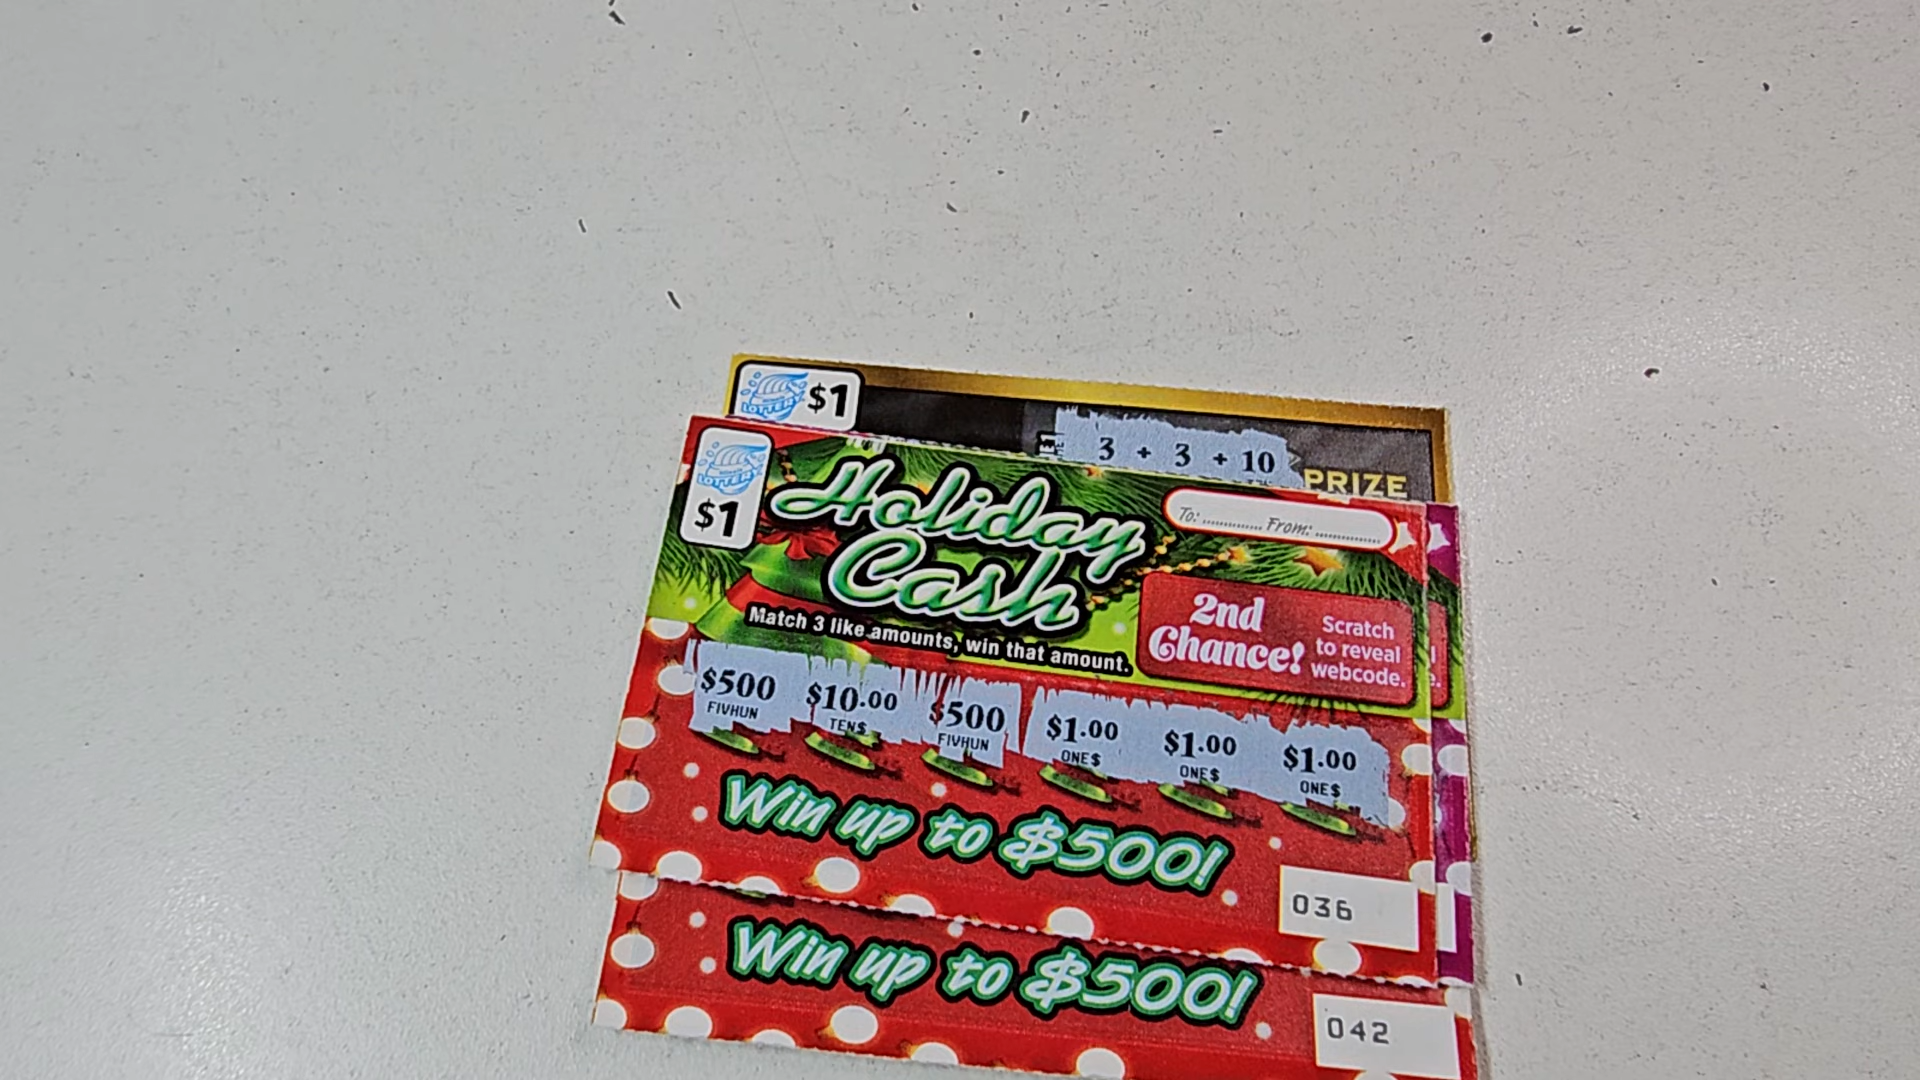 LOTTERY
$1
3 + 3 + 10
PRIZE
LOTTERY
$1
Holiday
Cash
To: .............. From: ...............
Match 3 like amounts, win that amount.
2nd
Chance!
Scratch
to reveal
webcode.
$500 $10.00 $500 $1.00 $1.00 $1.00
FIVHUN TEN$ FIVHUN ONE$ ONE$ ONE$
Win up to $500!
036
Win up to $500!
042